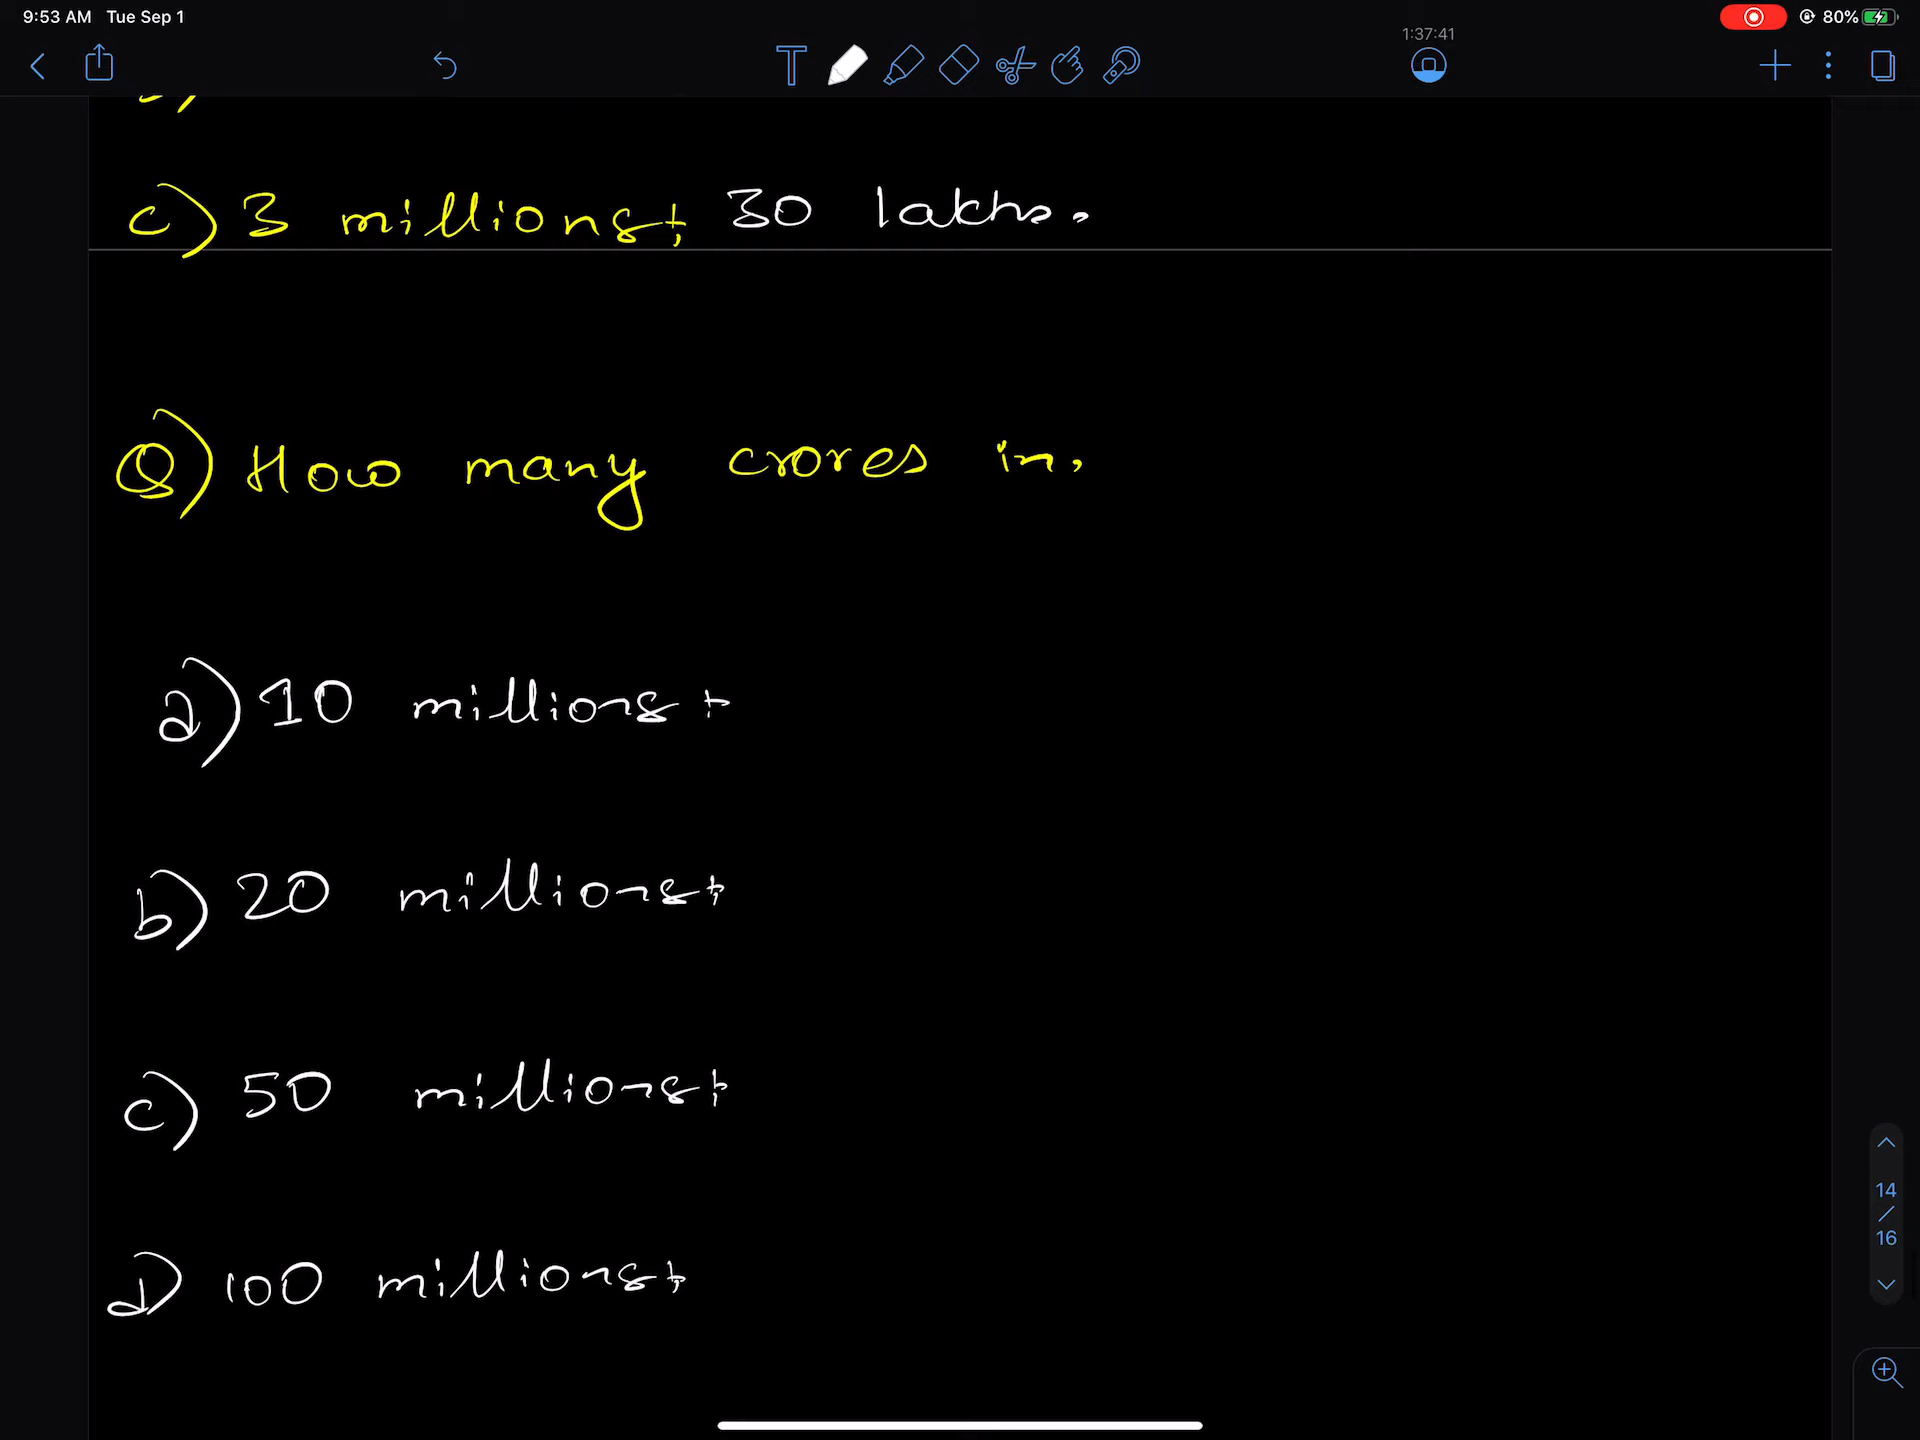 9:53 AM Tue Sep 1
80%
1:37:41
c) 3 millions; 30 lakhs.
Q) How many crores in,
a) 10 millions
b) 20 millions;
c) 50 millions;
d) 100 millions;
14
/
16